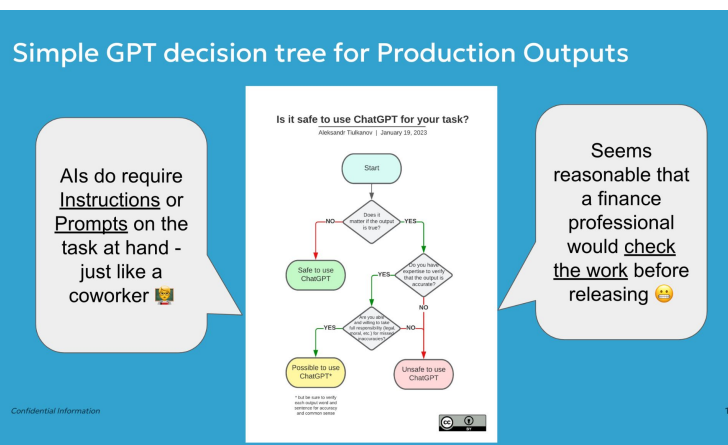 Simple GPT decision tree for Production Outputs
AIs do require
Instructions or
Prompts on the
task at hand -
just like a
coworker
Is it safe to use ChatGPT for your task?
Aleksandr Tiulkanov | January 19, 2023
Start
Does it
matter if the output
is true?
NO
YES
Safe to use
ChatGPT
Do you have
expertise to verify
that the output is
accurate?
YES
NO
Are you able
and willing to take
full responsibility (legal,
moral, etc.) for missed
inaccuracies?
YES
NO
Possible to use
ChatGPT*
Unsafe to use
ChatGPT
* but be sure to verify
each output word and
sentence for accuracy
and common sense
cc
BY
Seems
reasonable that
a finance
professional
would check
the work before
releasing
Confidential Information
1